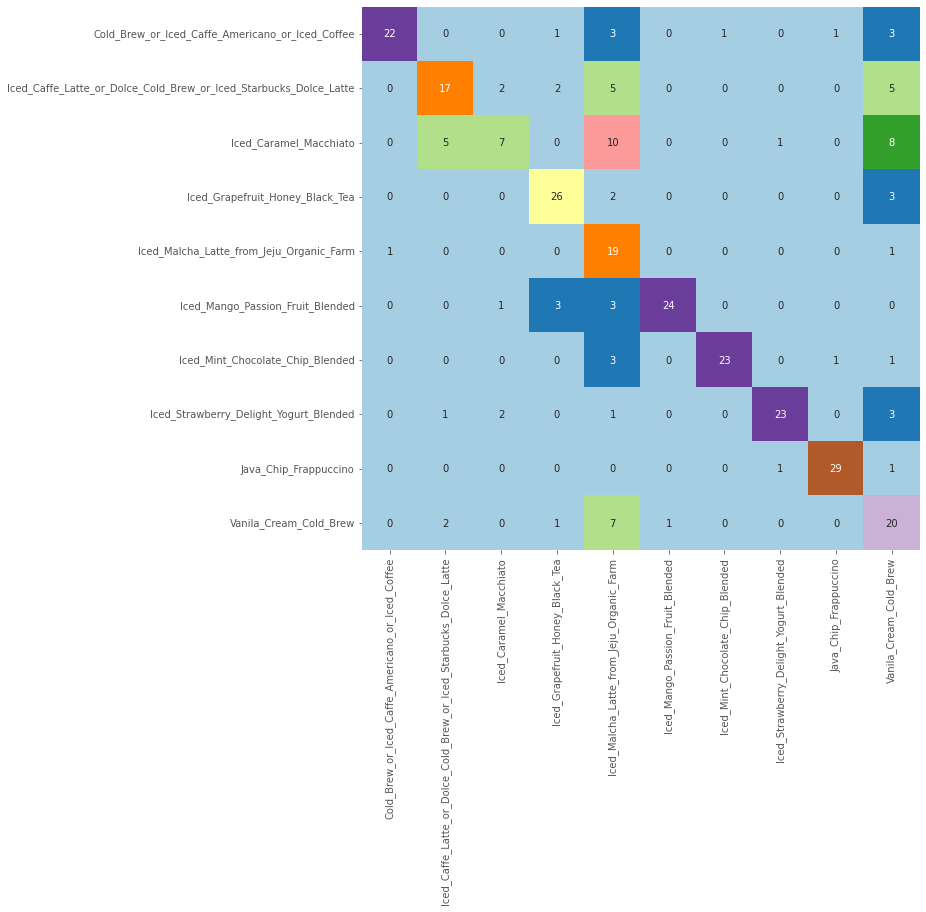 Cold_Brew_or_Iced_Caffe_Americano_or_Iced_Coffee 22 0 0 1 3 0 1 0 1 3
Iced_Caffe_Latte_or_Dolce_Cold_Brew_or_Iced_Starbucks_Dolce_Latte 0 17 2 2 5 0 0 0 0 5
Iced_Caramel_Macchiato 0 5 7 0 10 0 0 1 0 8
Iced_Grapefruit_Honey_Black_Tea 0 0 0 26 2 0 0 0 0 3
Iced_Malcha_Latte_from_Jeju_Organic_Farm 1 0 0 0 19 0 0 0 0 1
Iced_Mango_Passion_Fruit_Blended 0 0 1 3 3 24 0 0 0 0
Iced_Mint_Chocolate_Chip_Blended 0 0 0 0 3 0 23 0 1 1
Iced_Strawberry_Delight_Yogurt_Blended 0 1 2 0 1 0 0 23 0 3
Java_Chip_Frappuccino 0 0 0 0 0 0 0 1 29 1
Vanila_Cream_Cold_Brew 0 2 0 1 7 1 0 0 0 20
Cold_Brew_or_Iced_Caffe_Americano_or_Iced_Coffee
Iced_Caffe_Latte_or_Dolce_Cold_Brew_or_Iced_Starbucks_Dolce_Latte
Iced_Caramel_Macchiato
Iced_Grapefruit_Honey_Black_Tea
Iced_Malcha_Latte_from_Jeju_Organic_Farm
Iced_Mango_Passion_Fruit_Blended
Iced_Mint_Chocolate_Chip_Blended
Iced_Strawberry_Delight_Yogurt_Blended
Java_Chip_Frappuccino
Vanila_Cream_Cold_Brew